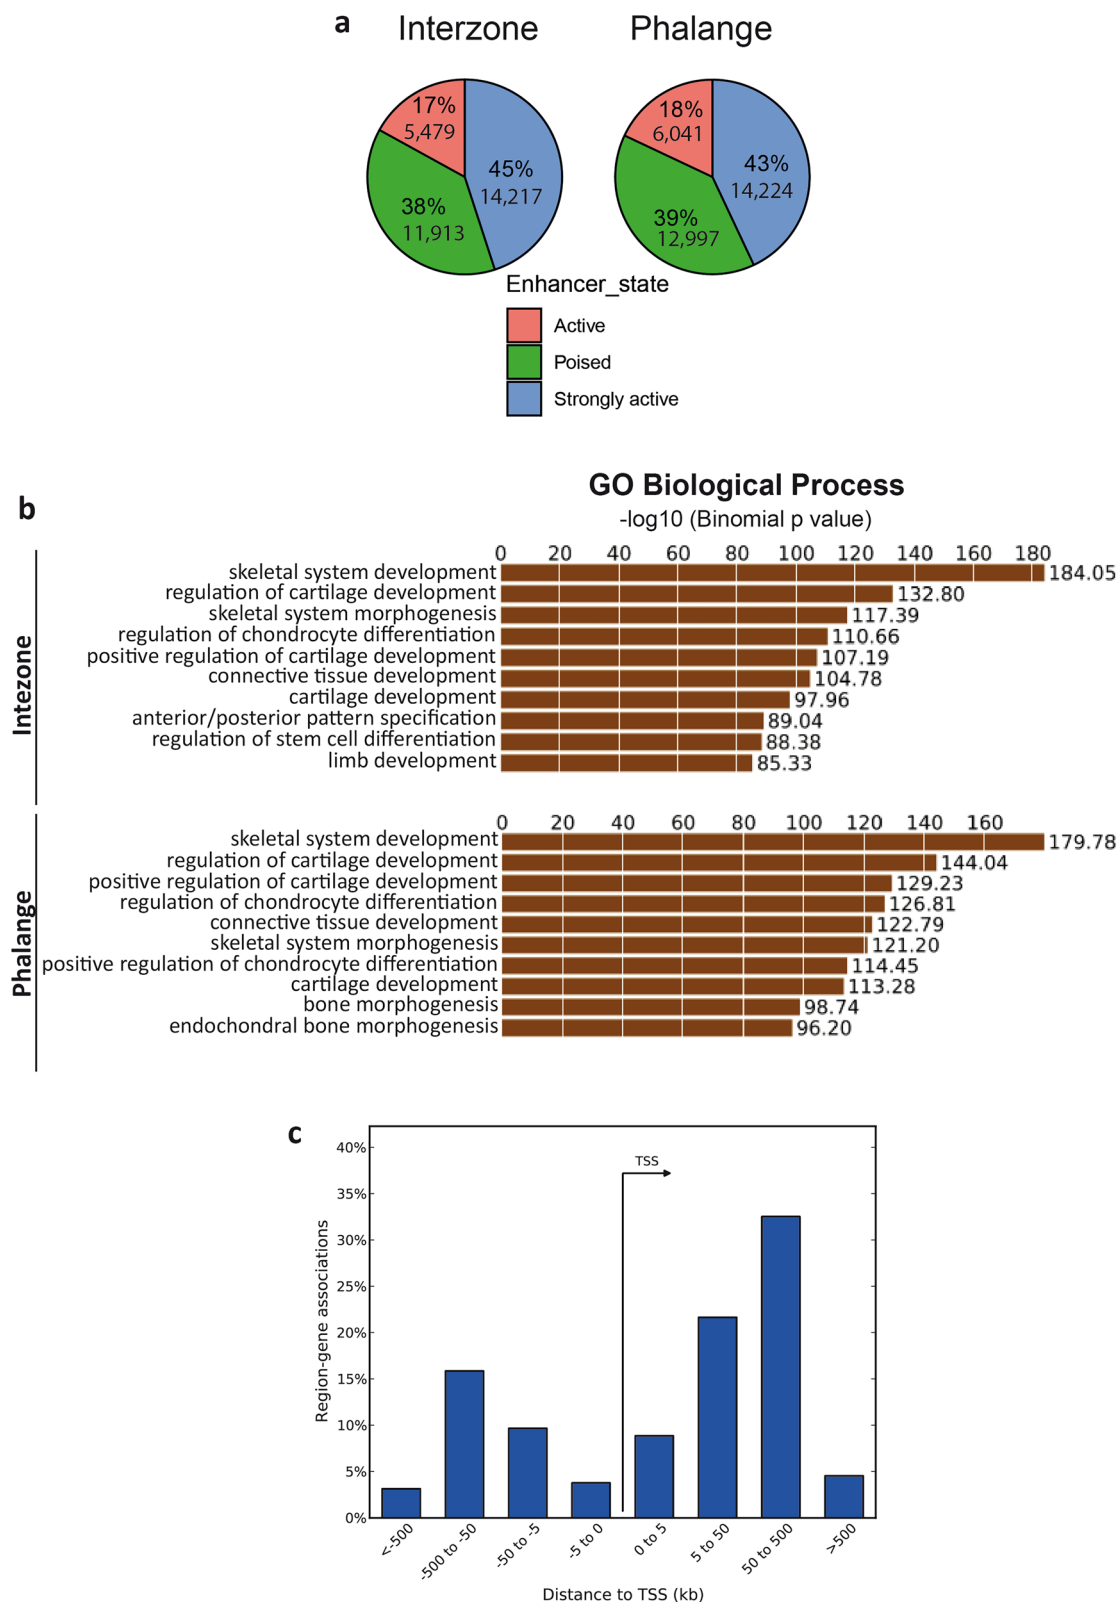 a
Interzone Phalange
17%
5,479
45%
14,217
38%
11,913
18%
6,041
43%
14,224
39%
12,997
Enhancer_state
Active
Poised
Strongly active
b
GO Biological Process
-log10 (Binomial p value)
Intezone
0 20 40 60 80 100 120 140 160 180
skeletal system development 184.05
regulation of cartilage development 132.80
skeletal system morphogenesis 117.39
regulation of chondrocyte differentiation 110.66
positive regulation of cartilage development 107.19
connective tissue development 104.78
cartilage development 97.96
anterior/posterior pattern specification 89.04
regulation of stem cell differentiation 88.38
limb development 85.33
Phalange
0 20 40 60 80 100 120 140 160
skeletal system development 179.78
regulation of cartilage development 144.04
positive regulation of cartilage development 129.23
regulation of chondrocyte differentiation 126.81
connective tissue development 122.79
skeletal system morphogenesis 121.20
positive regulation of chondrocyte differentiation 114.45
cartilage development 113.28
bone morphogenesis 98.74
endochondral bone morphogenesis 96.20
c
TSS
Region-gene associations
40%
35%
30%
25%
20%
15%
10%
5%
0%
<-500 -500 to -50 -50 to -5 -5 to 0 0 to 5 5 to 50 50 to 500 >500
Distance to TSS (kb)